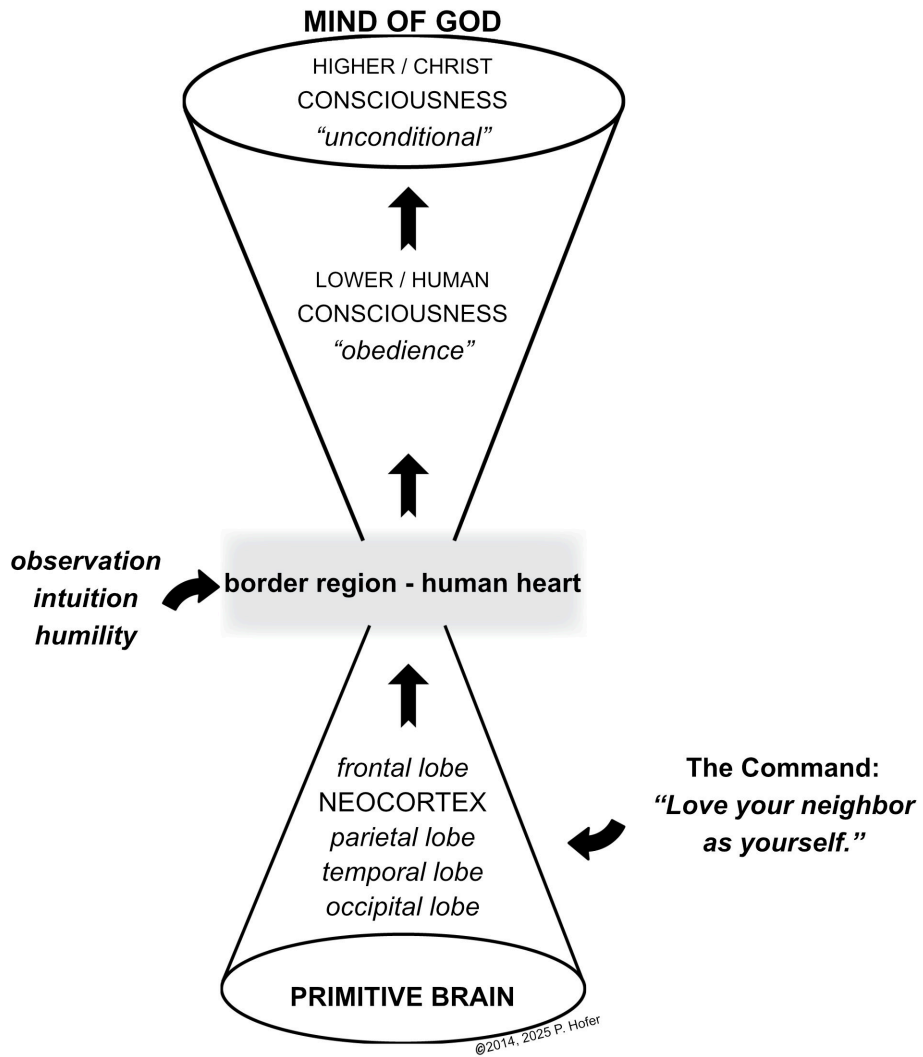 MIND OF GOD
HIGHER / CHRIST
CONSCIOUSNESS
“unconditional”
LOWER / HUMAN
CONSCIOUSNESS
“obedience”
observation
intuition
humility
border region - human heart
frontal lobe
NEOCORTEX
parietal lobe
temporal lobe
occipital lobe
The Command:
“Love your neighbor
as yourself.”
PRIMITIVE BRAIN
©2014, 2025 P. Hofer